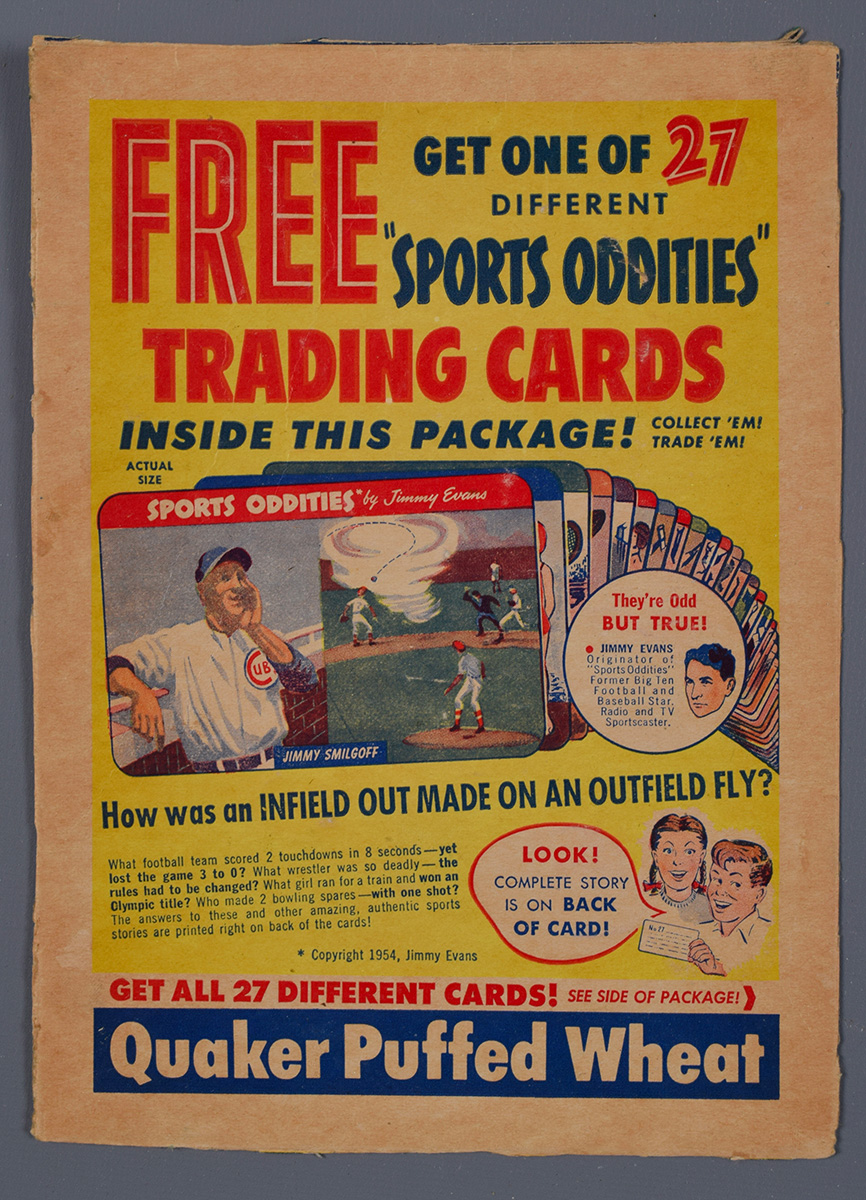 FREE
GET ONE OF 27
DIFFERENT
"SPORTS ODDITIES"
TRADING CARDS
INSIDE THIS PACKAGE!
COLLECT 'EM!
TRADE 'EM!
ACTUAL
SIZE
SPORTS ODDITIES* by Jimmy Evans
CUB
JIMMY SMILGOFF
They're Odd
BUT TRUE!
• JIMMY EVANS
Originator of
"Sports Oddities"
Former Big Ten
Football and
Baseball Star,
Radio and TV
Sportscaster.
How was an INFIELD OUT MADE ON AN OUTFIELD FLY?
What football team scored 2 touchdowns in 8 seconds—yet
lost the game 3 to 0? What wrestler was so deadly—the
rules had to be changed? What girl ran for a train and won an
Olympic title? Who made 2 bowling spares—with one shot?
The answers to these and other amazing, authentic sports
stories are printed right on back of the cards!
* Copyright 1954, Jimmy Evans
LOOK!
COMPLETE STORY
IS ON BACK
OF CARD!
No 27
GET ALL 27 DIFFERENT CARDS! SEE SIDE OF PACKAGE!
Quaker Puffed Wheat